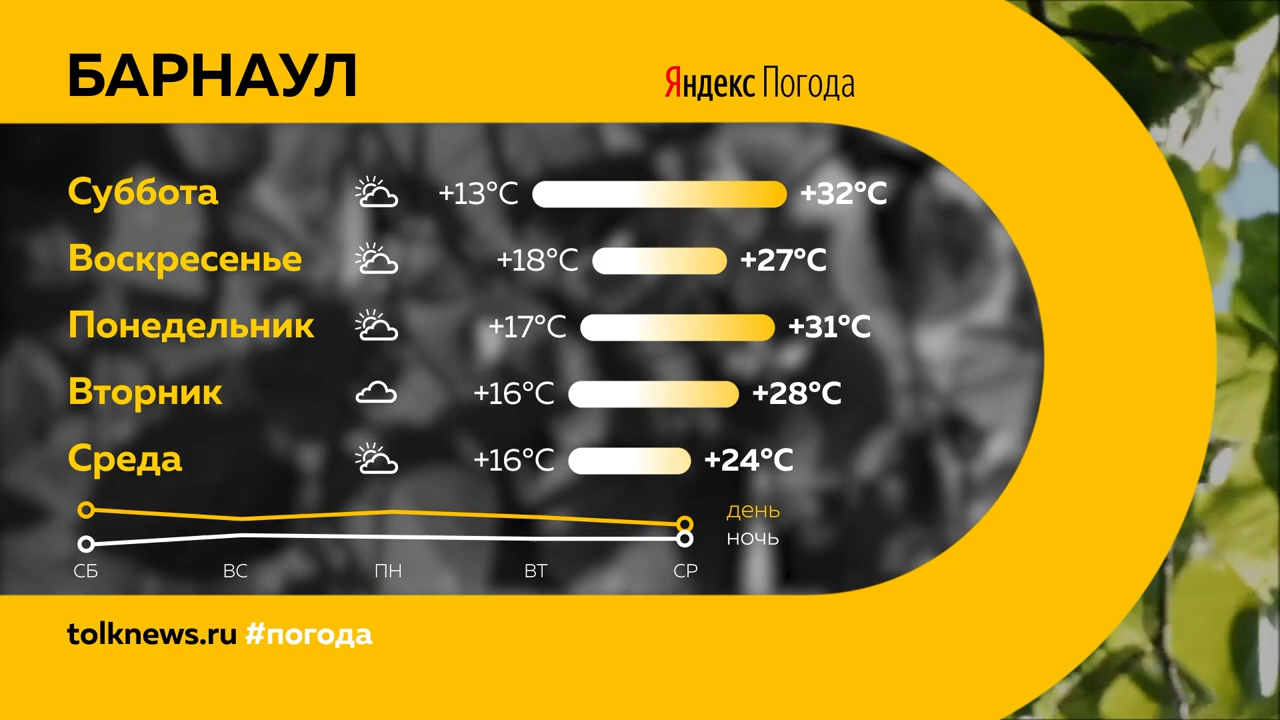 БАРНАУЛ
Яндекс Погода
Суббота +13°C +32°C
Воскресенье +18°C +27°C
Понедельник +17°C +31°C
Вторник +16°C +28°C
Среда +16°C +24°C
день
ночь
СБ ВС ПН ВТ СР
tolknews.ru #погода